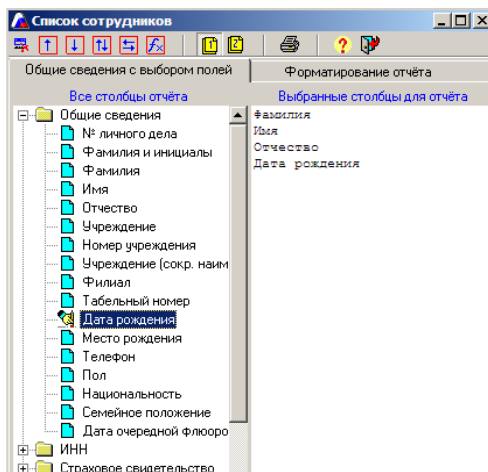 Список сотрудников
1 2 ?
Общие сведения с выбором полей
Форматирование отчёта
Все столбцы отчёта
Выбранные столбцы для отчёта
Общие сведения
№ личного дела
Фамилия и инициалы
Фамилия
Имя
Отчество
Учреждение
Номер учреждения
Учреждение (сокр. наим
Филиал
Табельный номер
Дата рождения
Место рождения
Телефон
Пол
Национальность
Семейное положение
Дата очередной флюоро
ИНН
Страховое свидетельство
Фамилия
Имя
Отчество
Дата рождения